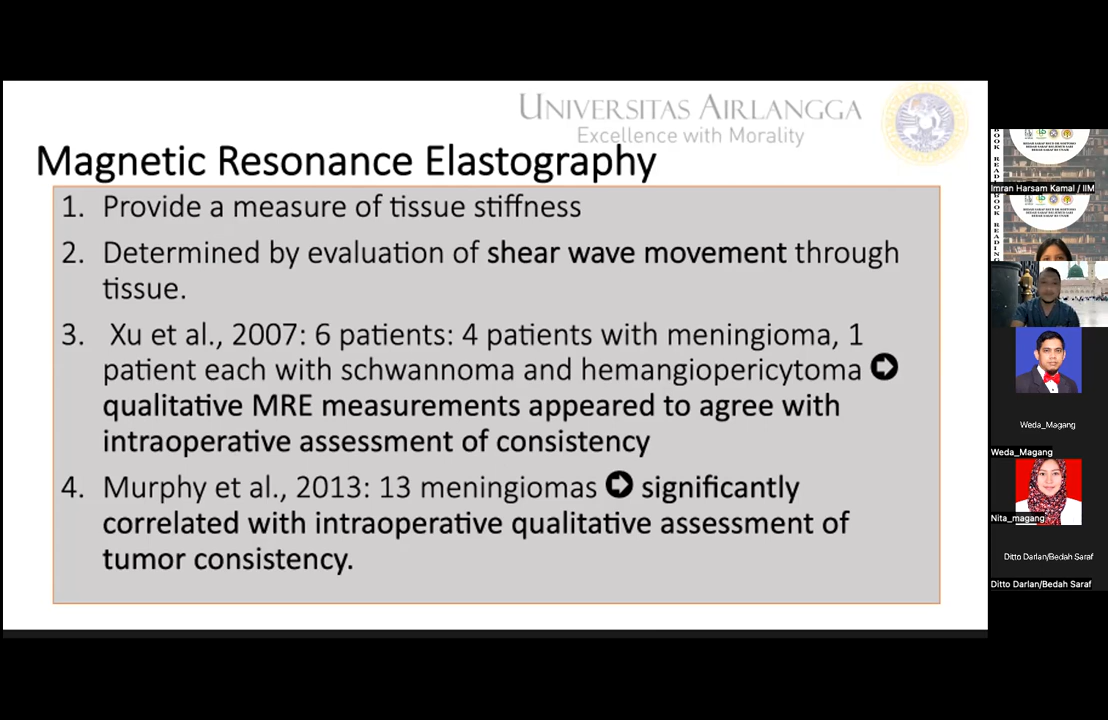 UNIVERSITAS AIRLANGGA
Excellence with Morality
Magnetic Resonance Elastography
1. Provide a measure of tissue stiffness
2. Determined by evaluation of shear wave movement through
tissue.
3. Xu et al., 2007: 6 patients: 4 patients with meningioma, 1
patient each with schwannoma and hemangiopericytoma
qualitative MRE measurements appeared to agree with
intraoperative assessment of consistency
4. Murphy et al., 2013: 13 meningiomas significantly
correlated with intraoperative qualitative assessment of
tumor consistency.
BOOK READ
Imran Harsam Kamal / IIM
BOOK READING
Weda_Magang
Weda_Magang
Nita_magang
Ditto Darlan/Bedah Saraf
Ditto Darlan/Bedah Saraf